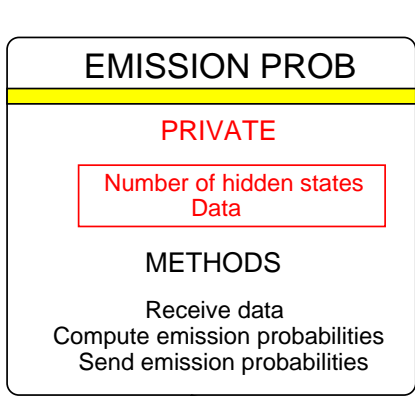 EMISSION PROB
PRIVATE
Number of hidden states
Data
METHODS
Receive data
Compute emission probabilities
Send emission probabilities